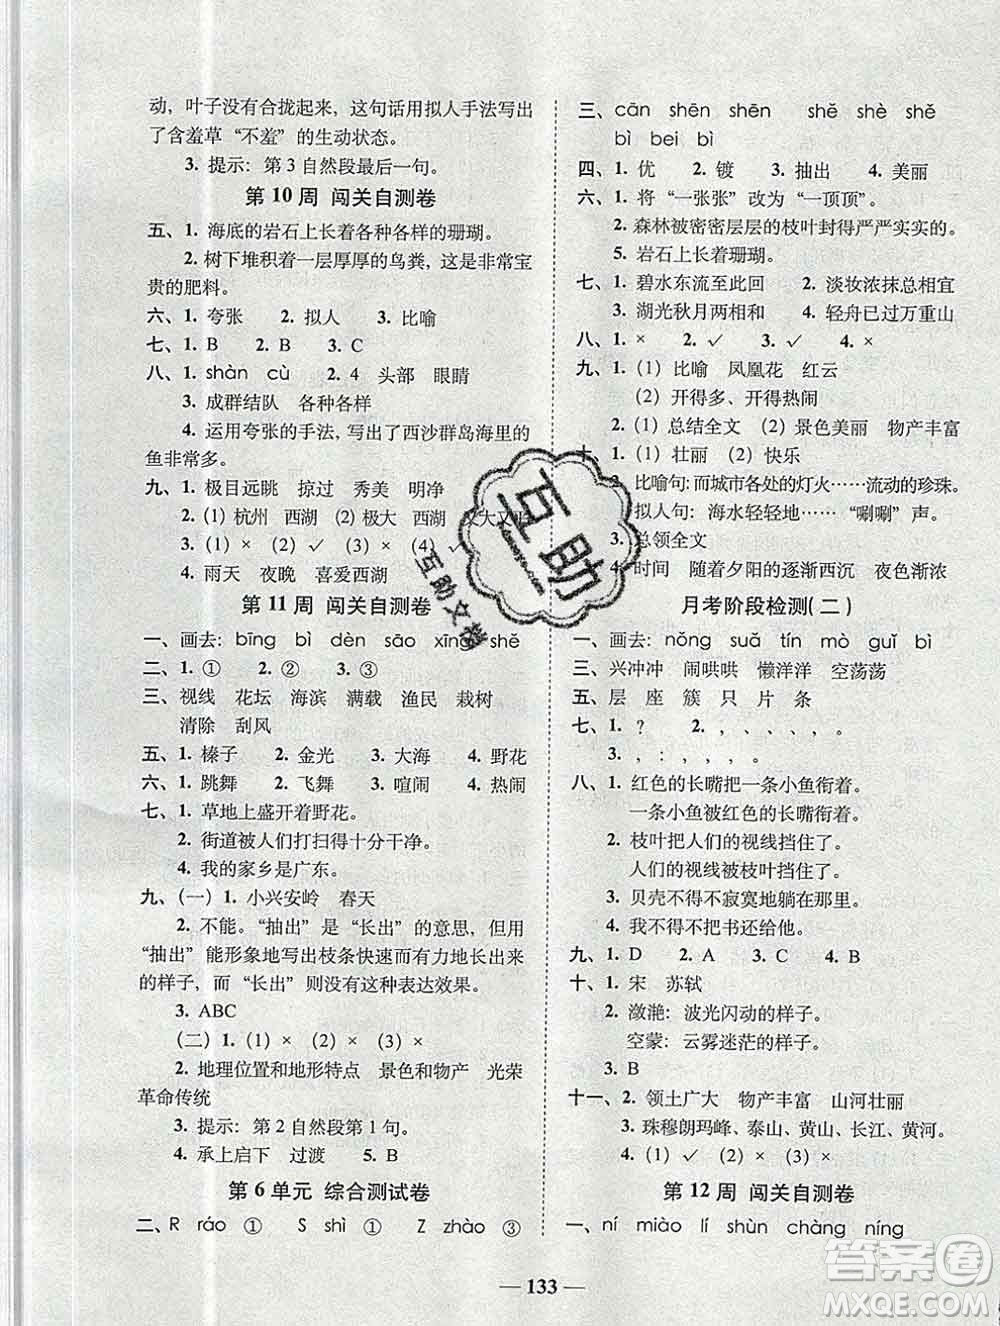 动，叶子没有合拢起来，这句话用拟人手法写出
了含羞草“不羞”的生动状态。
3. 提示：第 3 自然段最后一句。
第 10 周 闯关自测卷
五、1. 海底的岩石上长着各种各样的珊瑚。
2. 树下堆积着一层厚厚的鸟粪，这是非常宝
贵的肥料。
六、1. 夸张 2. 拟人 3. 比喻
七、1. B 2. B 3. C
八、1. shàn cù 2. 4 头部 眼睛
3. 成群结队 各种各样
4. 运用夸张的手法，写出了西沙群岛海里的
鱼非常多。
九、1. 极目远眺 掠过 秀美 明净
2. (1) 杭州 西湖 (2) 极大 西湖
3. (1) × (2) ✓ (3) × (4) ✓
4. 雨天 夜晚 喜爱西湖
第 11 周 闯关自测卷
一、画去：bīng bì dèn sāo xīng shě
二、1. ① 2. ② 3. ① 4. ②
三、视线 花坛 海滨 满载 渔民 栽树
清除 刮风
五、1. 榛子 2. 金光 3. 大海 4. 野花
六、1. 跳舞 2. 飞舞 3. 喧闹 4. 热闹
七、1. 草地上盛开着野花。
2. 街道被人们打扫得十分干净。
4. 我的家乡是广东。
九、(一) 1. 小兴安岭 春天
2. 不能。“抽出”是“长出”的意思，但用
“抽出”能形象地写出枝条快速而有力地长出来
的样子，而“长出”则没有这种表达效果。
3. ABC
(二) 1. (1) × (2) × (3) ✓ (4) ×
2. 地理位置和地形特点 景色和物产 光荣
革命传统
3. 提示：第 2 自然段第 1 句。
4. 承上启下 过渡 5. B
第 6 单元 综合测试卷
二、R ráo ① S shì ① Z zhào ③
三、cān shēn shēn shě shè shě
bì bei bì
四、1. 优 2. 镀 3. 抽出 4. 美丽
六、1. 将“一张张”改为“一顶顶”。
2. 森林被密密层层的枝叶封得严严实实的。
5. 岩石上长着珊瑚。
七、1. 碧水东流至此回 2. 淡妆浓抹总相宜
3. 湖光秋月两相和 4. 轻舟已过万重山
八、1. × 2. ✓ 3. ✓ 4. ×
九、1. (1) 比喻 凤凰花 红云
(2) 开得多、开得热闹
2. (1) 总结全文 (2) 景色美丽 物产丰富
十、1. (1) 壮丽 (2) 快乐
比喻句：而城市各处的灯火……流动的珍珠。
拟人句：海水轻轻地……“唰唰”声。
3. 总领全文
4. 时间 随着夕阳的逐渐西沉 夜色渐浓
月考阶段检测(二)
一、画去：nǒng suǎ tín mò guǐ bì
三、兴冲冲 闹哄哄 懒洋洋 空荡荡
五、层 座 簇 只 片 条
七、1. ？ 2. ，，、、，。
3. ，：，，。
八、1. 红色的长嘴把一条小鱼衔着。
一条小鱼被红色的长嘴衔着。
2. 枝叶把人们的视线挡住了。
人们的视线被枝叶挡住了。
3. 贝壳不得不寂寞地躺在那里。
我不得不把书还给他。
九、1. D 2. A 3. C 4. B
十、1. 宋 苏轼
2. 潋滟：波光闪动的样子。
空蒙：云雾迷茫的样子。
3. B
十一、2. 领土广大 物产丰富 山河壮丽
3. 珠穆朗玛峰、泰山、黄山、长江、黄河。
4. (1) ✓ (2) × (3) ×
第 12 周 闯关自测卷
一、ní miào lí shùn chàng níng
133
互助
互助文档
答案圈
MXQE.COM